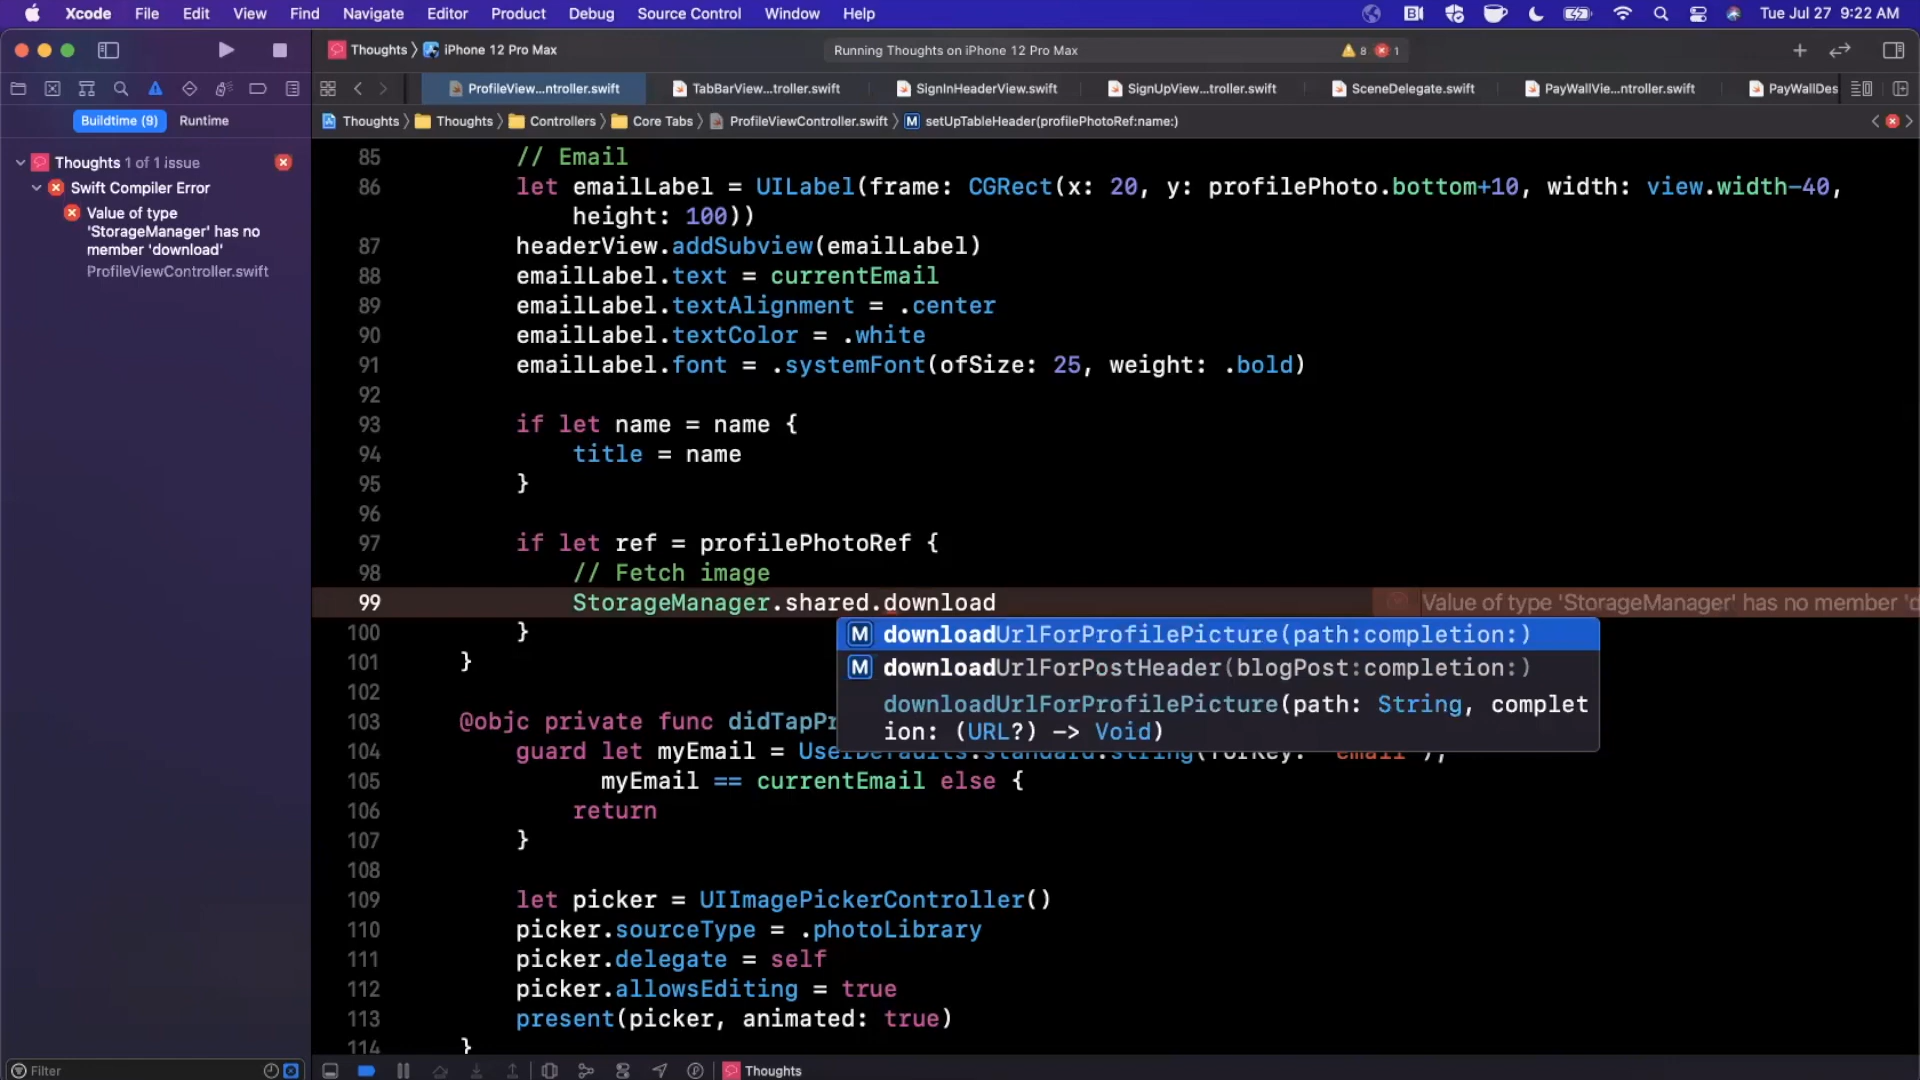 Xcode File Edit View Find Navigate Editor Product Debug Source Control Window Help Tue Jul 27 9:22 AM
Thoughts iPhone 12 Pro Max Running Thoughts on iPhone 12 Pro Max 8 1
ProfileView...ntroller.swift TabBarView...troller.swift SignInHeaderView.swift SignUpView...troller.swift SceneDelegate.swift PayWallVie...ntroller.swift PayWallDes
Buildtime (9) Runtime
Thoughts Thoughts Controllers Core Tabs ProfileViewController.swift M setUpTableHeader(profilePhotoRef:name:)
Thoughts 1 of 1 issue
Swift Compiler Error
Value of type
'StorageManager' has no
member 'download'
ProfileViewController.swift
85 // Email
86 let emailLabel = UILabel(frame: CGRect(x: 20, y: profilePhoto.bottom+10, width: view.width-40,
height: 100))
87 headerView.addSubview(emailLabel)
88 emailLabel.text = currentEmail
89 emailLabel.textAlignment = .center
90 emailLabel.textColor = .white
91 emailLabel.font = .systemFont(ofSize: 25, weight: .bold)
92
93 if let name = name {
94 title = name
95 }
96
97 if let ref = profilePhotoRef {
98 // Fetch image
99 StorageManager.shared.download Value of type 'StorageManager' has no member 'd
M downloadUrlForProfilePicture(path:completion:)
M downloadUrlForPostHeader(blogPost:completion:)
downloadUrlForProfilePicture(path: String, complet
ion: (URL?) -> Void)
100 }
101 }
102
103 @objc private func didTapPr
104 guard let myEmail = UserDefaults.standard.string(forKey: "email"),
105 myEmail == currentEmail else {
106 return
107 }
108
109 let picker = UIImagePickerController()
110 picker.sourceType = .photoLibrary
111 picker.delegate = self
112 picker.allowsEditing = true
113 present(picker, animated: true)
114 }
Filter Thoughts